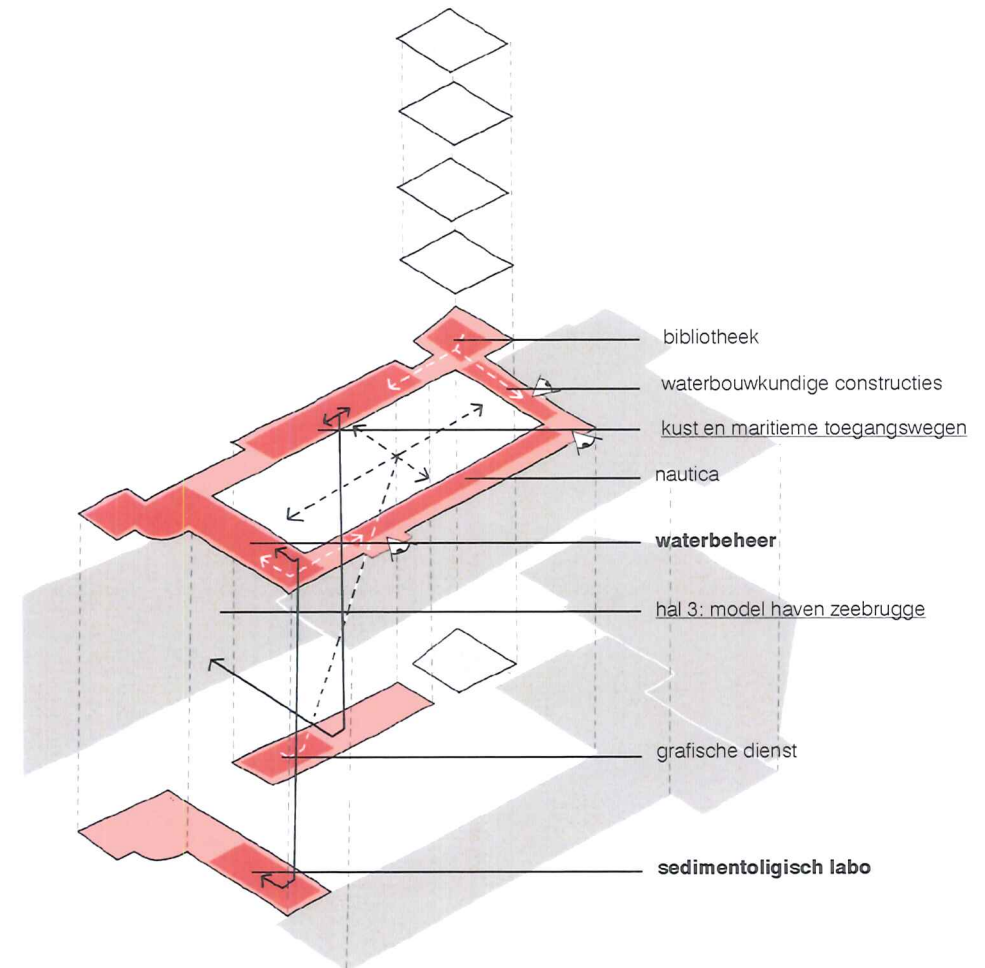 bibliotheek
waterbouwkundige constructies
kust en maritieme toegangswegen
nautica
waterbeheer
hal 3: model haven zeebrugge
grafische dienst
sedimentoligisch labo